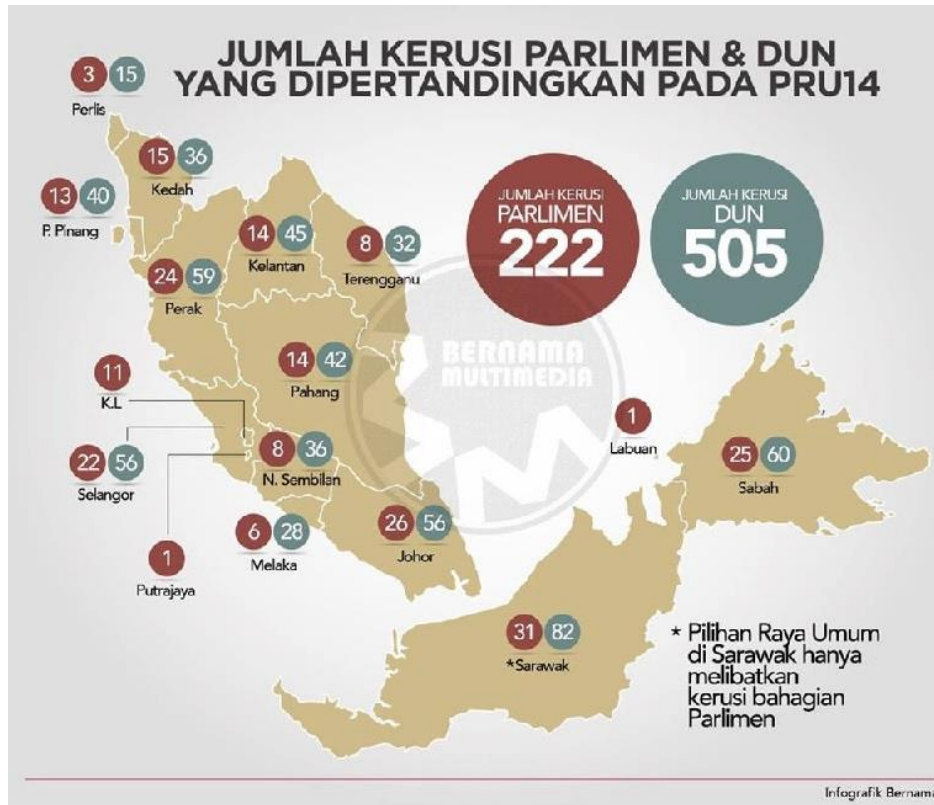 JUMLAH KERUSI PARLIMEN & DUN
YANG DIPERTANDINGKAN PADA PRU14
3 15
Perlis
15 36
Kedah
13 40
P. Pinang
14 45
Kelantan
8 32
Terengganu
24 59
Perak
JUMLAH KERUSI
PARLIMEN
222
JUMLAH KERUSI
DUN
505
14 42
Pahang
BERNAMA
MULTIMEDIA
11
K.L
22 56
Selangor
8 36
N. Sembilan
1
Putrajaya
6 28
Melaka
26 56
Johor
1
Labuan
25 60
Sabah
31 82
*Sarawak
* Pilihan Raya Umum
di Sarawak hanya
melibatkan
kerusi bahagian
Parlimen
Infografik Bernama